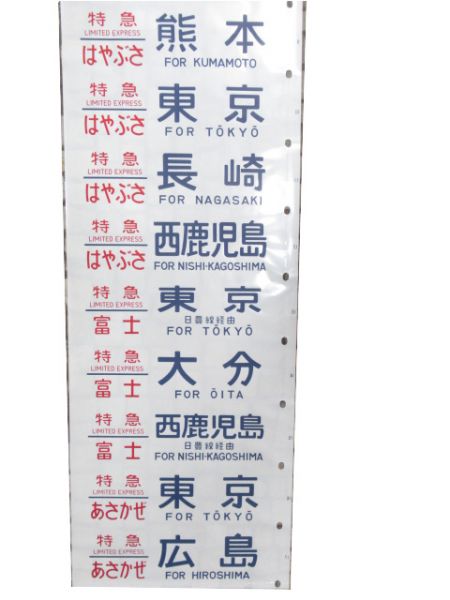 特急 熊本
LIMITED EXPRESS
はやぶさ FOR KUMAMOTO
特急 東京
LIMITED EXPRESS
はやぶさ FOR TŌKYŌ
特急 長崎
LIMITED EXPRESS
はやぶさ FOR NAGASAKI
特急 西鹿児島
LIMITED EXPRESS
はやぶさ FOR NISHI-KAGOSHIMA
特急 東京
LIMITED EXPRESS
日豊線経由
富士 FOR TŌKYŌ
特急 大分
LIMITED EXPRESS
富士 FOR ŌITA
特急 西鹿児島
LIMITED EXPRESS
日豊線経由
富士 FOR NISHI-KAGOSHIMA
特急 東京
LIMITED EXPRESS
あさかぜ FOR TŌKYŌ
特急 広島
LIMITED EXPRESS
あさかぜ FOR HIROSHIMA